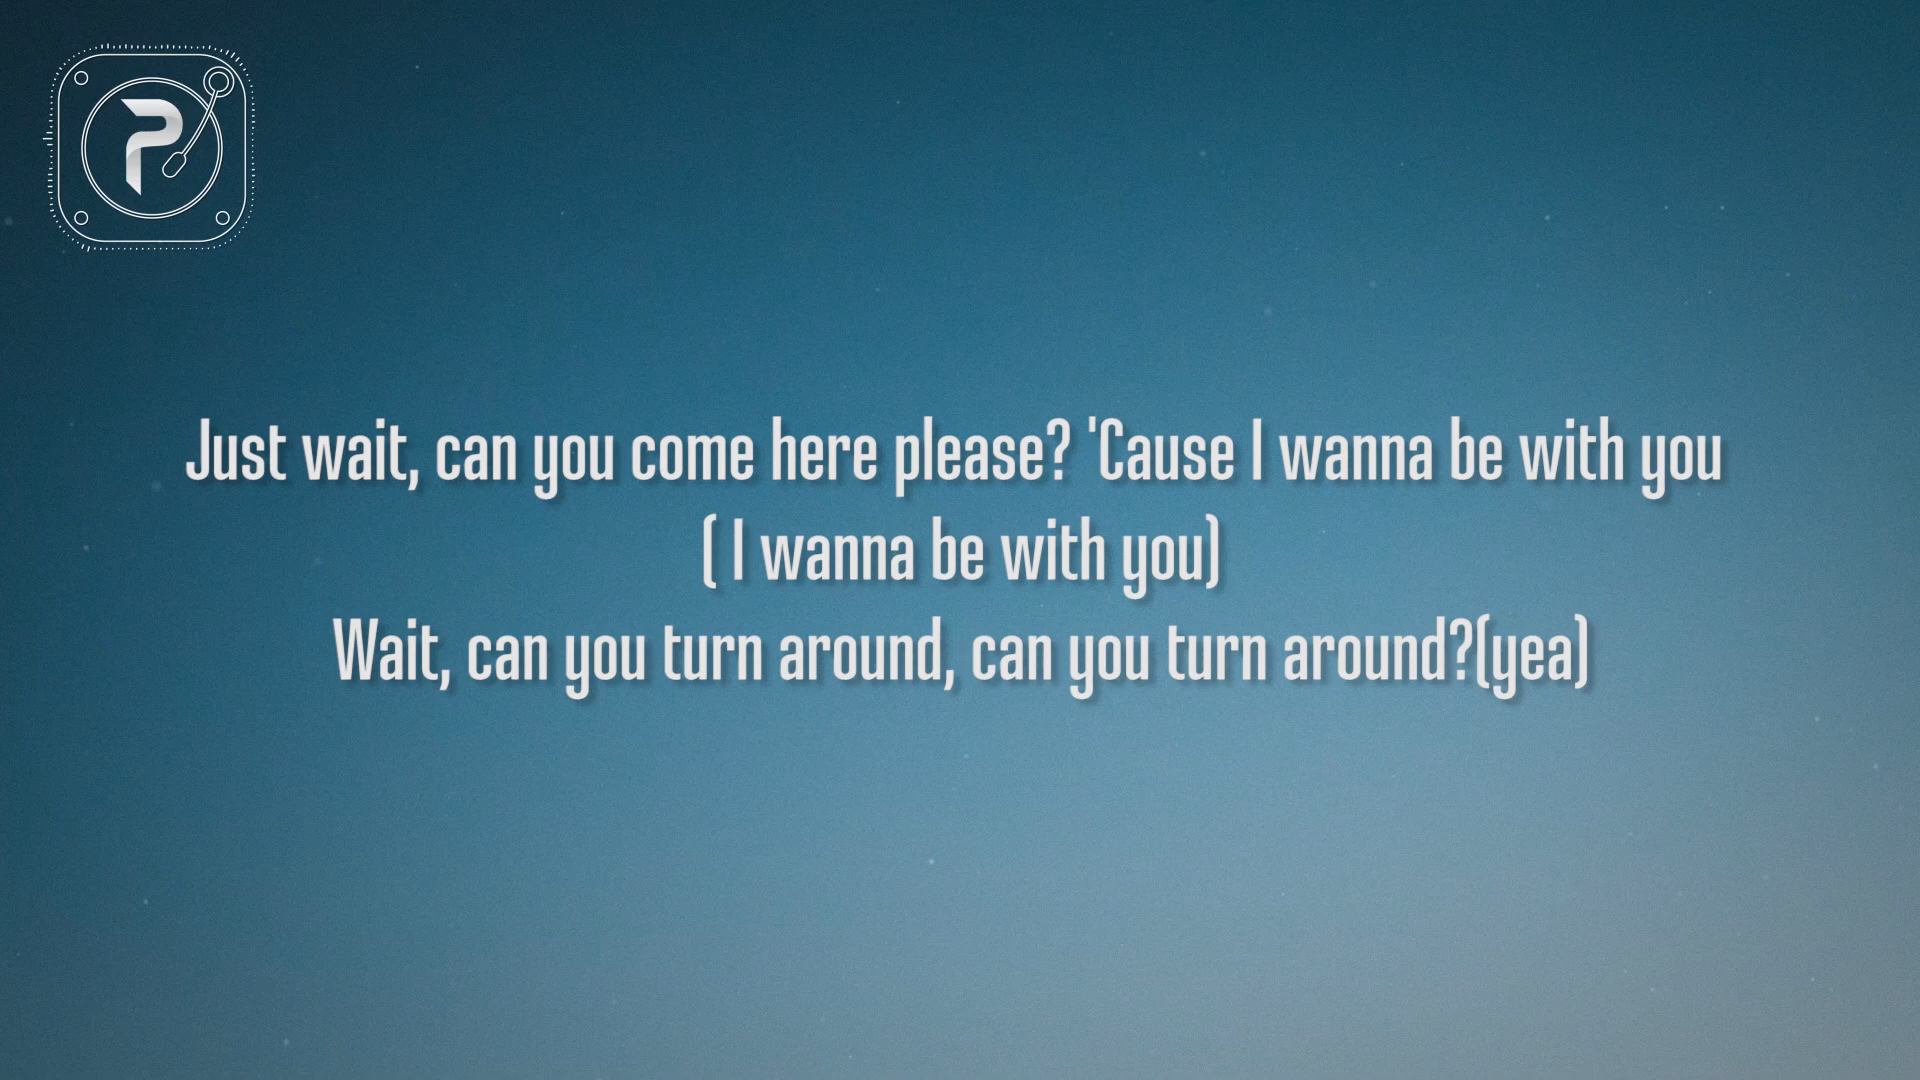 P
Just wait, can you come here please? 'Cause I wanna be with you
( I wanna be with you)
Wait, can you turn around, can you turn around?(yea)